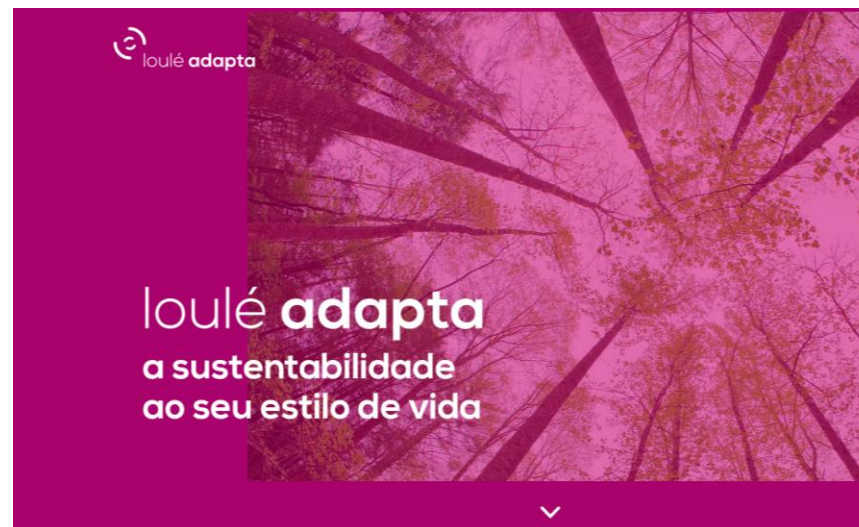 loulé adapta
loulé adapta
a sustentabilidade
ao seu estilo de vida